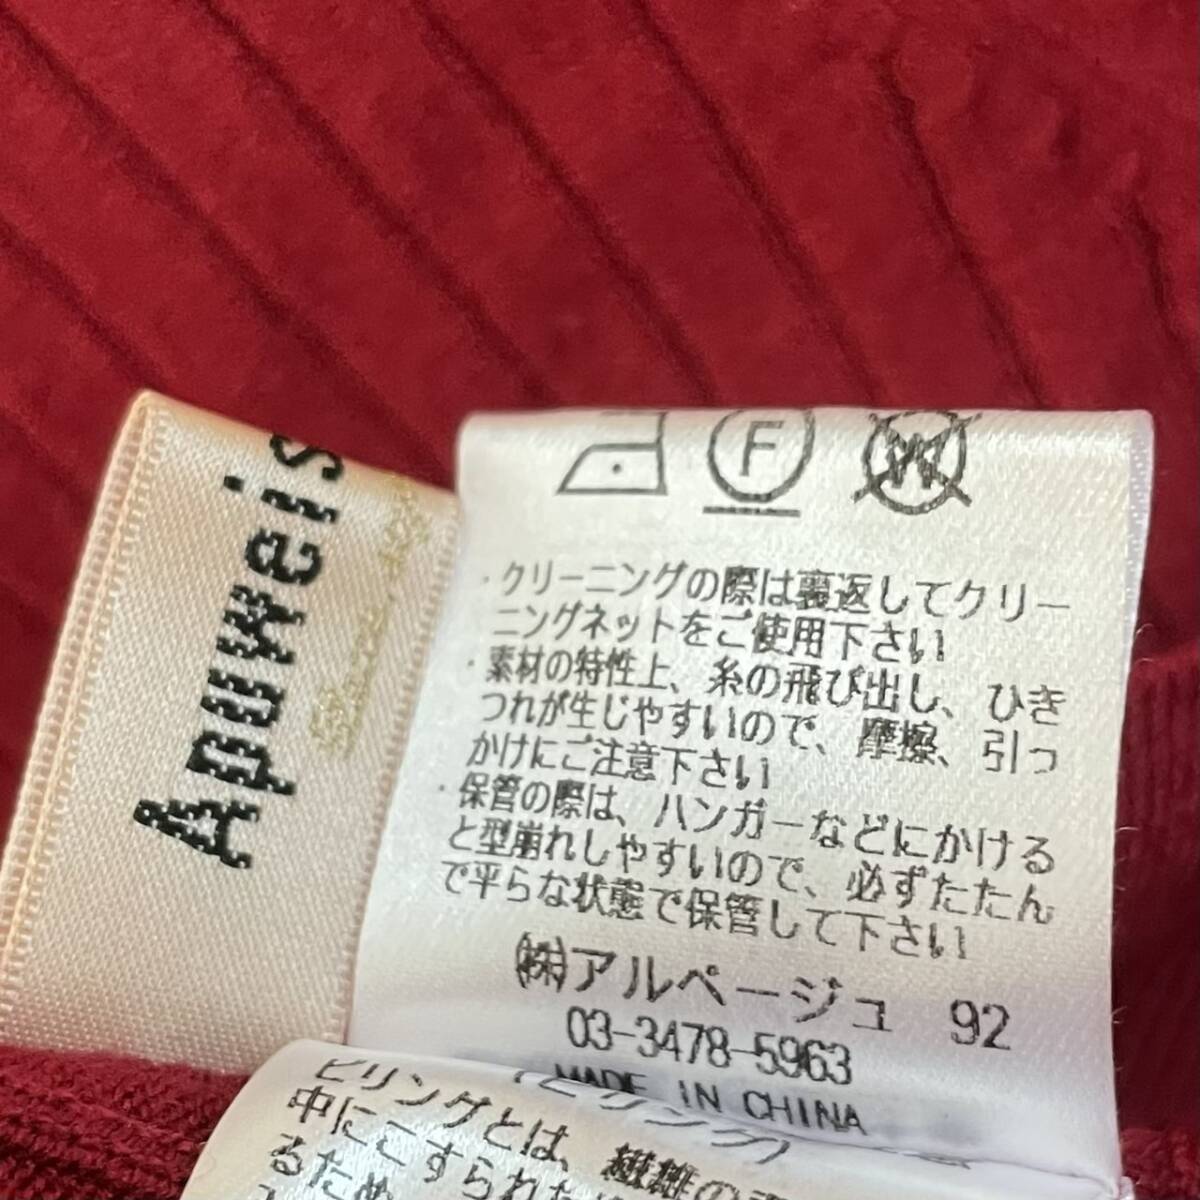 Apuweis
F
W
・クリーニングの際は裏返してクリー
ニングネットをご使用下さい
・素材の特性上、糸の飛び出し、ひき
つれが生じやすいので、摩擦、引っ
かけにご注意下さい
・保管の際は、ハンガーなどにかける
と型崩れしやすいので、必ずたたん
で平らな状態で保管して下さい
㈱アルページュ 92
03-3478-5963
MADE IN CHINA
ピリングとは、繊維の
中にこすられた
るため